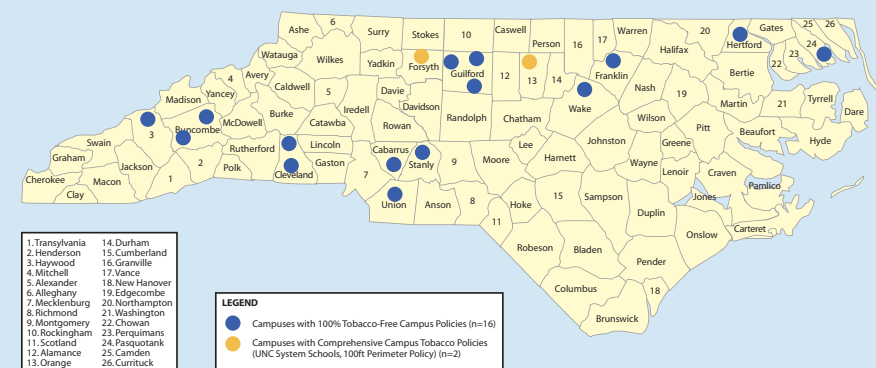 Ashe
6
Surry
Stokes
10
Caswell
Person
16
17
Warren
20
Gates
25
26
Halifax
Hertford
24
23
22
Watauga
Wilkes
Yadkin
Forsyth
Guilford
12
13
14
Franklin
Nash
Bertie
4
Avery
Caldwell
5
Iredell
Davie
Davidson
Randolph
Chatham
Wake
19
Martin
21
Tyrrell
Dare
Madison
Yancey
Burke
Catawba
Rowan
Wilson
Pitt
Beaufort
Hyde
3
Buncombe
McDowell
Rutherford
Lincoln
Cabarrus
Stanly
9
Moore
Lee
Harnett
Johnston
Greene
Wayne
Lenoir
Craven
Pamlico
Swain
Graham
Cherokee
Macon
Clay
Jackson
1
2
Polk
Cleveland
Gaston
7
Union
Anson
8
11
Hoke
15
Sampson
Duplin
Jones
Carteret
Onslow
Robeson
Bladen
Pender
Columbus
18
Brunswick
1.Transylvania
2. Henderson
3. Haywood
4. Mitchell
5. Alexander
6. Alleghany
7. Mecklenburg
8. Richmond
9. Montgomery
10. Rockingham
11. Scotland
12. Alamance
13. Orange
14. Durham
15. Cumberland
16. Granville
17. Vance
18. New Hanover
19. Edgecombe
20. Northampton
21. Washington
22. Chowan
23. Perquimans
24. Pasquotank
25. Camden
26. Currituck
LEGEND
Campuses with 100% Tobacco-Free Campus Policies (n=16)
Campuses with Comprehensive Campus Tobacco Policies
(UNC System Schools, 100ft Perimeter Policy) (n=2)